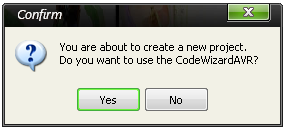 Confirm
You are about to create a new project.
Do you want to use the CodeWizardAVR?
Yes
No